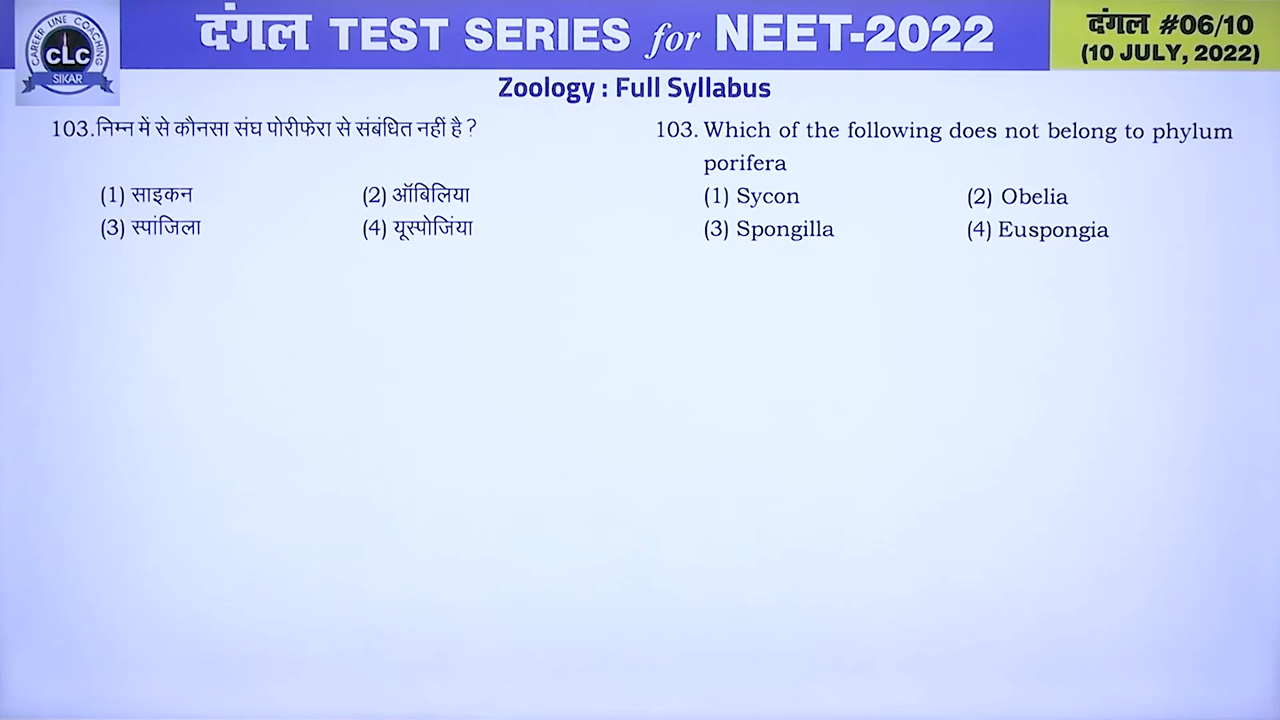 CAREER LINE COACHING
CLC
SIKAR
दंगल TEST SERIES for NEET-2022
दंगल #06/10
(10 JULY, 2022)
Zoology : Full Syllabus
103.निम्न में से कौनसा संघ पोरीफेरा से संबंधित नहीं है ?
(1) साइकन (2) ऑबिलिया
(3) स्पांजिला (4) यूस्पोजिंया
103. Which of the following does not belong to phylum
porifera
(1) Sycon (2) Obelia
(3) Spongilla (4) Euspongia